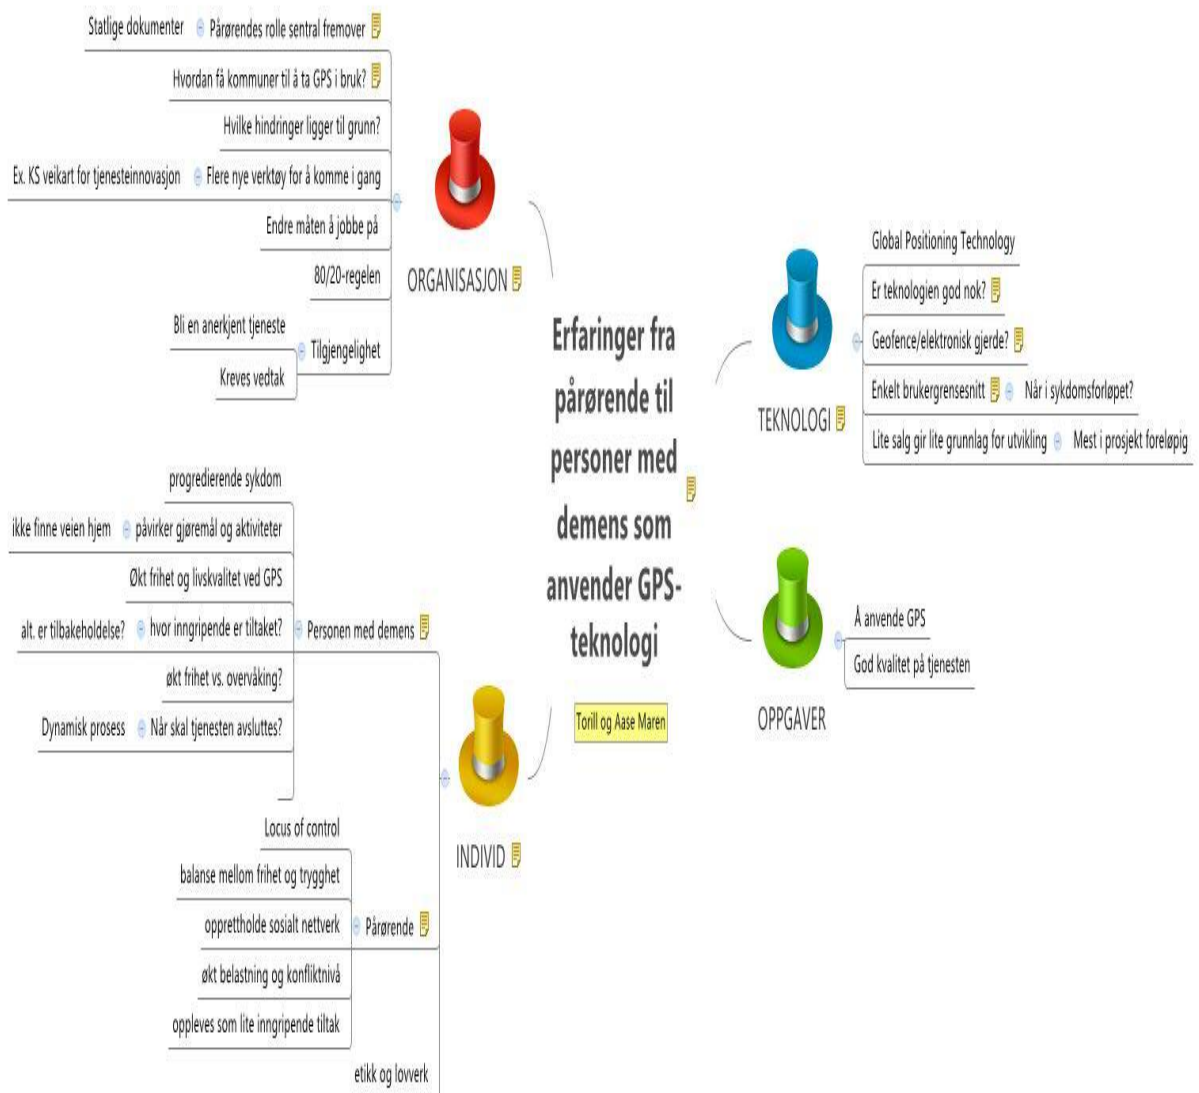 Erfaringer fra
pårørende til
personer med
demens som
anvender GPS-
teknologi
Torill og Aase Maren
ORGANISASJON
Statlige dokumenter
Pårørendes rolle sentral fremover
Hvordan få kommuner til å ta GPS i bruk?
Hvilke hindringer ligger til grunn?
Ex. KS veikart for tjenesteinnovasjon
Flere nye verktøy for å komme i gang
Endre måten å jobbe på
80/20-regelen
Bli en anerkjent tjeneste
Tilgjengelighet
Kreves vedtak
TEKNOLOGI
Global Positioning Technology
Er teknologien god nok?
Geofence/elektronisk gjerde?
Enkelt brukergrensesnitt
Når i sykdomsforløpet?
Lite salg gir lite grunnlag for utvikling
Mest i prosjekt foreløpig
OPPGAVER
Å anvende GPS
God kvalitet på tjenesten
INDIVID
progredierende sykdom
ikke finne veien hjem
påvirker gjøremål og aktiviteter
Økt frihet og livskvalitet ved GPS
alt. er tilbakeholdelse?
hvor inngripende er tiltaket?
Personen med demens
økt frihet vs. overvåking?
Dynamisk prosess
Når skal tjenesten avsluttes?
Locus of control
balanse mellom frihet og trygghet
opprettholde sosialt nettverk
Pårørende
økt belastning og konfliktnivå
oppleves som lite inngripende tiltak
etikk og lovverk